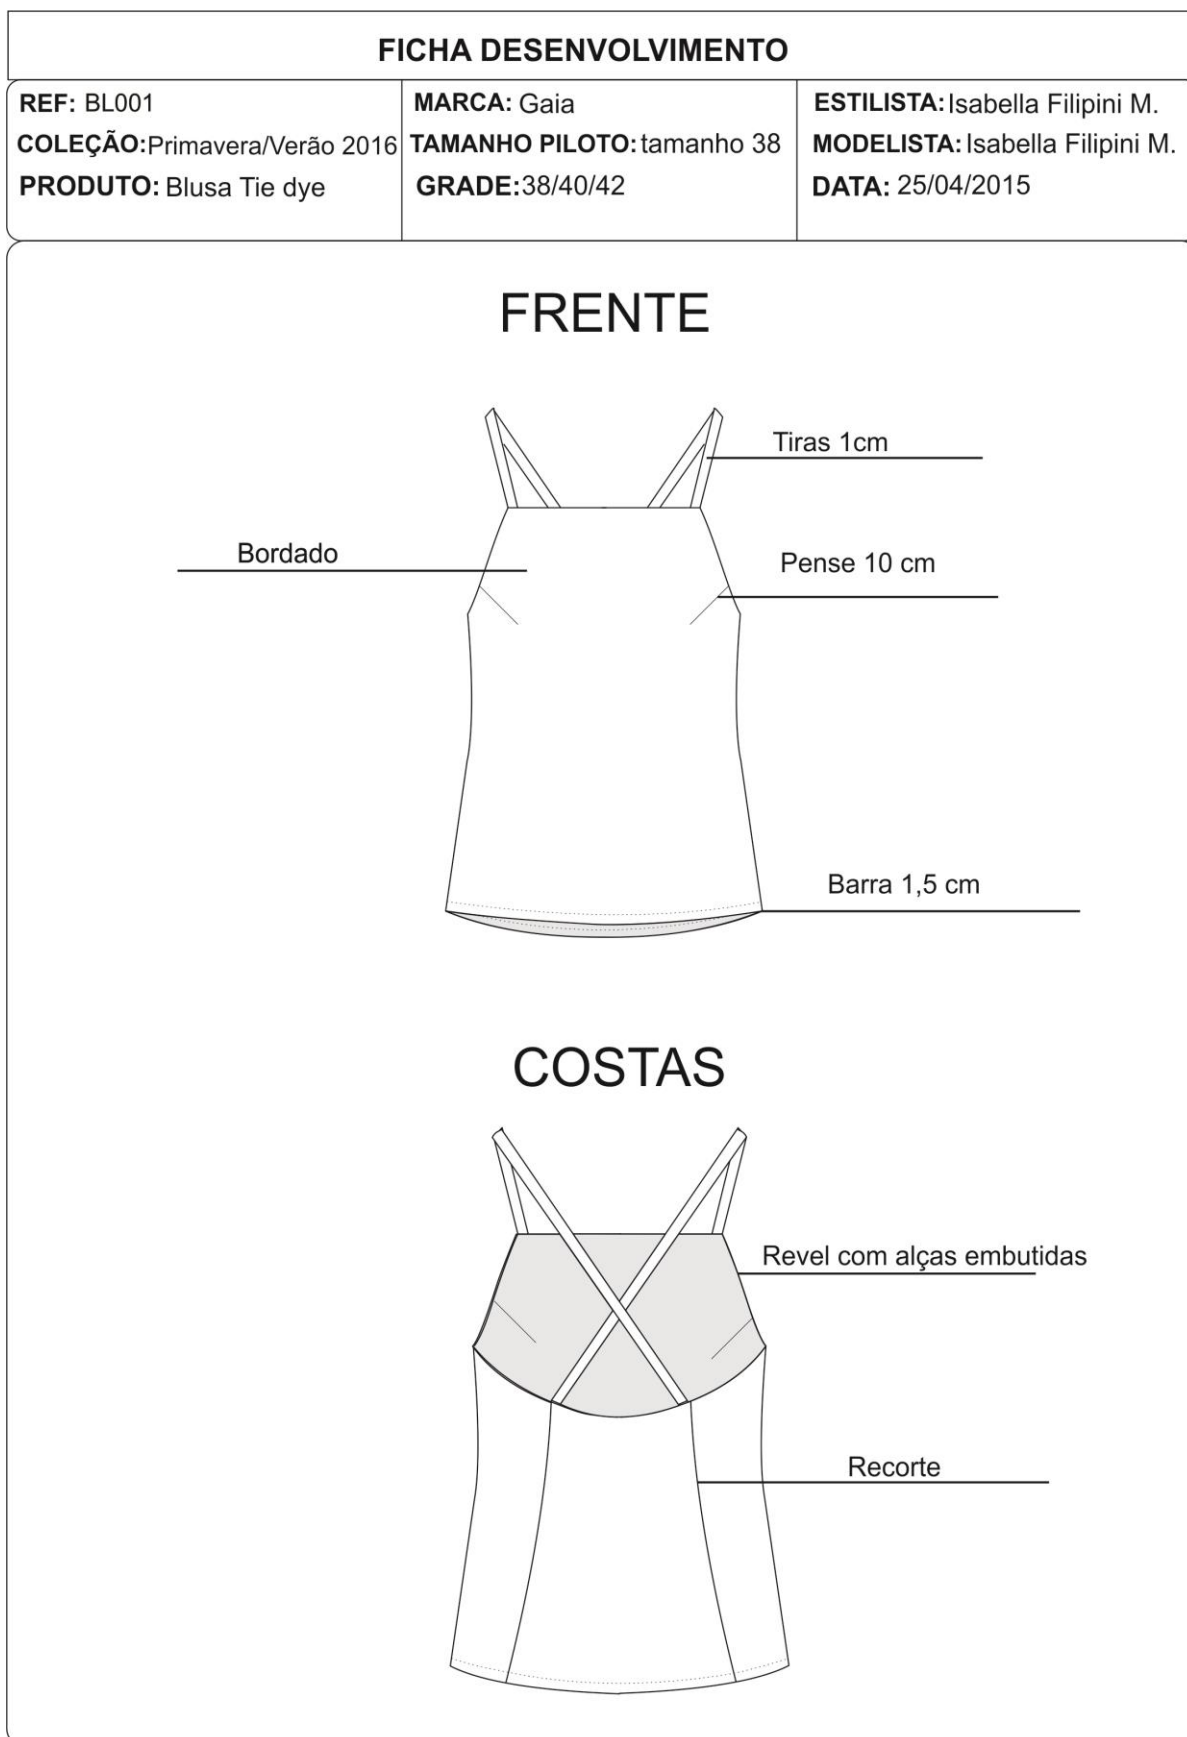 FICHA DESENVOLVIMENTO
REF: BL001
COLEÇÃO:Primavera/Verão 2016
PRODUTO: Blusa Tie dye
MARCA: Gaia
TAMANHO PILOTO: tamanho 38
GRADE:38/40/42
ESTILISTA: Isabella Filipini M.
MODELISTA: Isabella Filipini M.
DATA: 25/04/2015
FRENTE
Tiras 1cm
Bordado
Pense 10 cm
Barra 1,5 cm
COSTAS
Revel com alças embutidas
Recorte